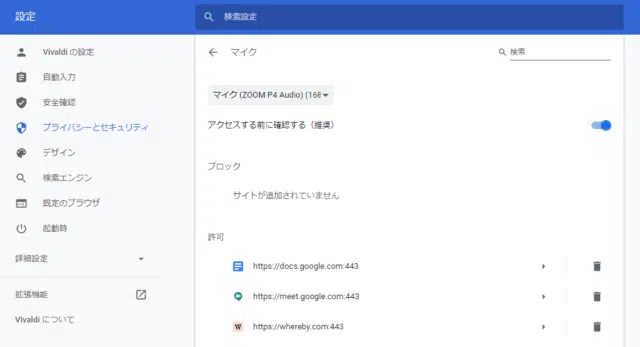 設定
検索設定
Vivaldi の設定
自動入力
安全確認
プライバシーとセキュリティ
デザイン
検索エンジン
既定のブラウザ
起動時
詳細設定
拡張機能
Vivaldi について
マイク
検索
マイク (ZOOM P4 Audio) (168
アクセスする前に確認する（推奨）
ブロック
サイトが追加されていません
許可
https://docs.google.com:443
https://meet.google.com:443
https://whereby.com:443